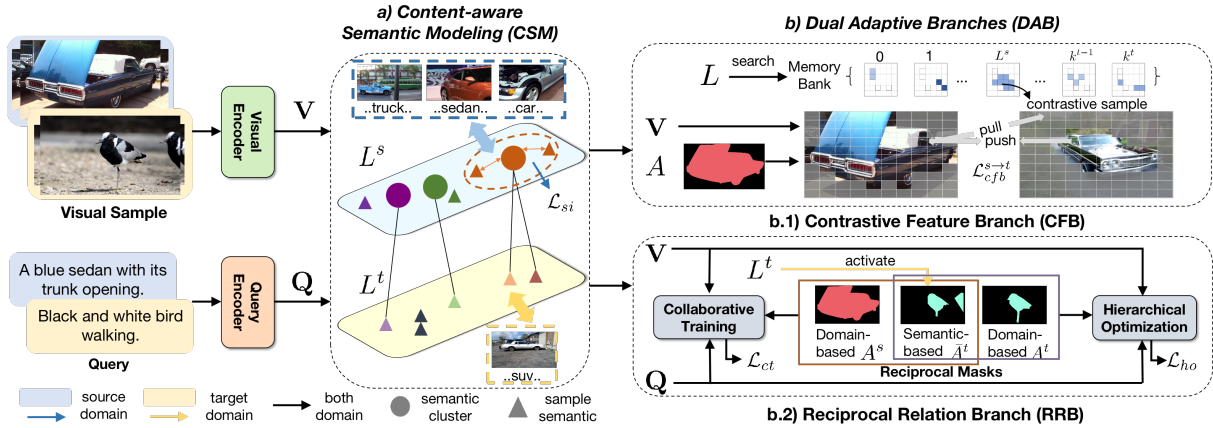 a) Content-aware
Semantic Modeling (CSM)
b) Dual Adaptive Branches (DAB)
Visual Encoder
V
Visual Sample
A blue sedan with its
trunk opening.
Black and white bird
walking.
Query
Query Encoder
Q
..truck.. ..sedan.. ..car..
L^s
𝓛_si
L^t
..suv..
L search Memory Bank { 0 1 ... L^s ... k^{t-1} k^t }
contrastive sample
V
A
pull
push
𝓛_cfb^{s→t}
b.1) Contrastive Feature Branch (CFB)
V
L^t activate
Collaborative
Training
Hierarchical
Optimization
Domain-
based A^s
Semantic-
based Ā^t
Domain-
based A^t
Reciprocal Masks
𝓛_ct
𝓛_ho
Q
b.2) Reciprocal Relation Branch (RRB)
source domain
target domain
both domain
semantic cluster
sample semantic